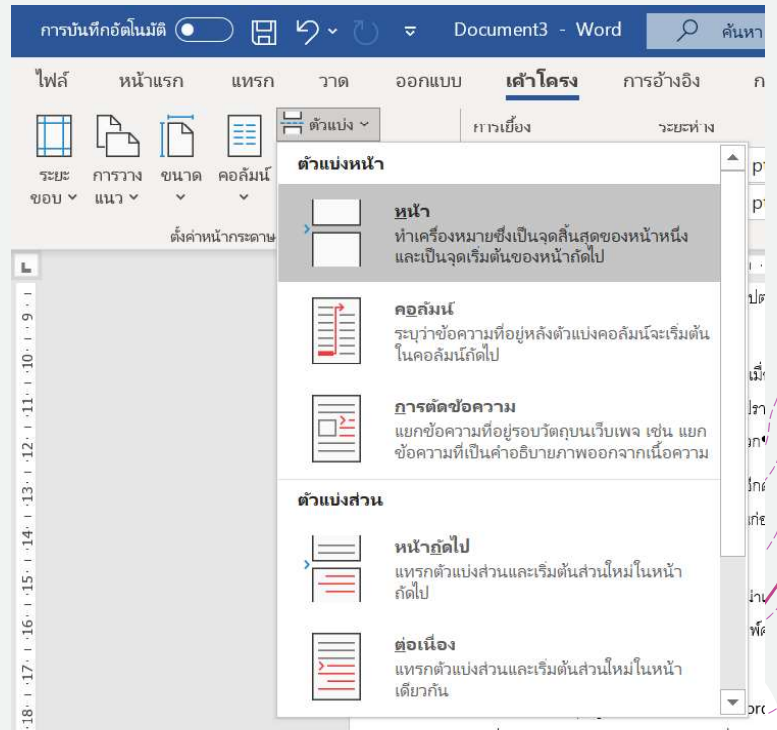 การบันทึกอัตโนมัติ Document3 - Word ค้นหา
ไฟล์ หน้าแรก แทรก วาด ออกแบบ เค้าโครง การอ้างอิง ก
ตัวแบ่ง การเยื้อง ระยะห่าง
ระยะขอบ การวางแนว ขนาด คอลัมน์
ตั้งค่าหน้ากระดาษ
ตัวแบ่งหน้า
หน้า
ทำเครื่องหมายซึ่งเป็นจุดสิ้นสุดของหน้าหนึ่ง
และเป็นจุดเริ่มต้นของหน้าถัดไป
คอลัมน์
ระบุว่าข้อความที่อยู่หลังตัวแบ่งคอลัมน์จะเริ่มต้น
ในคอลัมน์ถัดไป
การตัดข้อความ
แยกข้อความที่อยู่รอบวัตถุบนเว็บเพจ เช่น แยก
ข้อความที่เป็นคำอธิบายภาพออกจากเนื้อความ
ตัวแบ่งส่วน
หน้าถัดไป
แทรกตัวแบ่งส่วนและเริ่มต้นส่วนใหม่ในหน้า
ถัดไป
ต่อเนื่อง
แทรกตัวแบ่งส่วนและเริ่มต้นส่วนใหม่ในหน้า
เดียวกัน
9 10 11 12 13 14 15 16 17 18